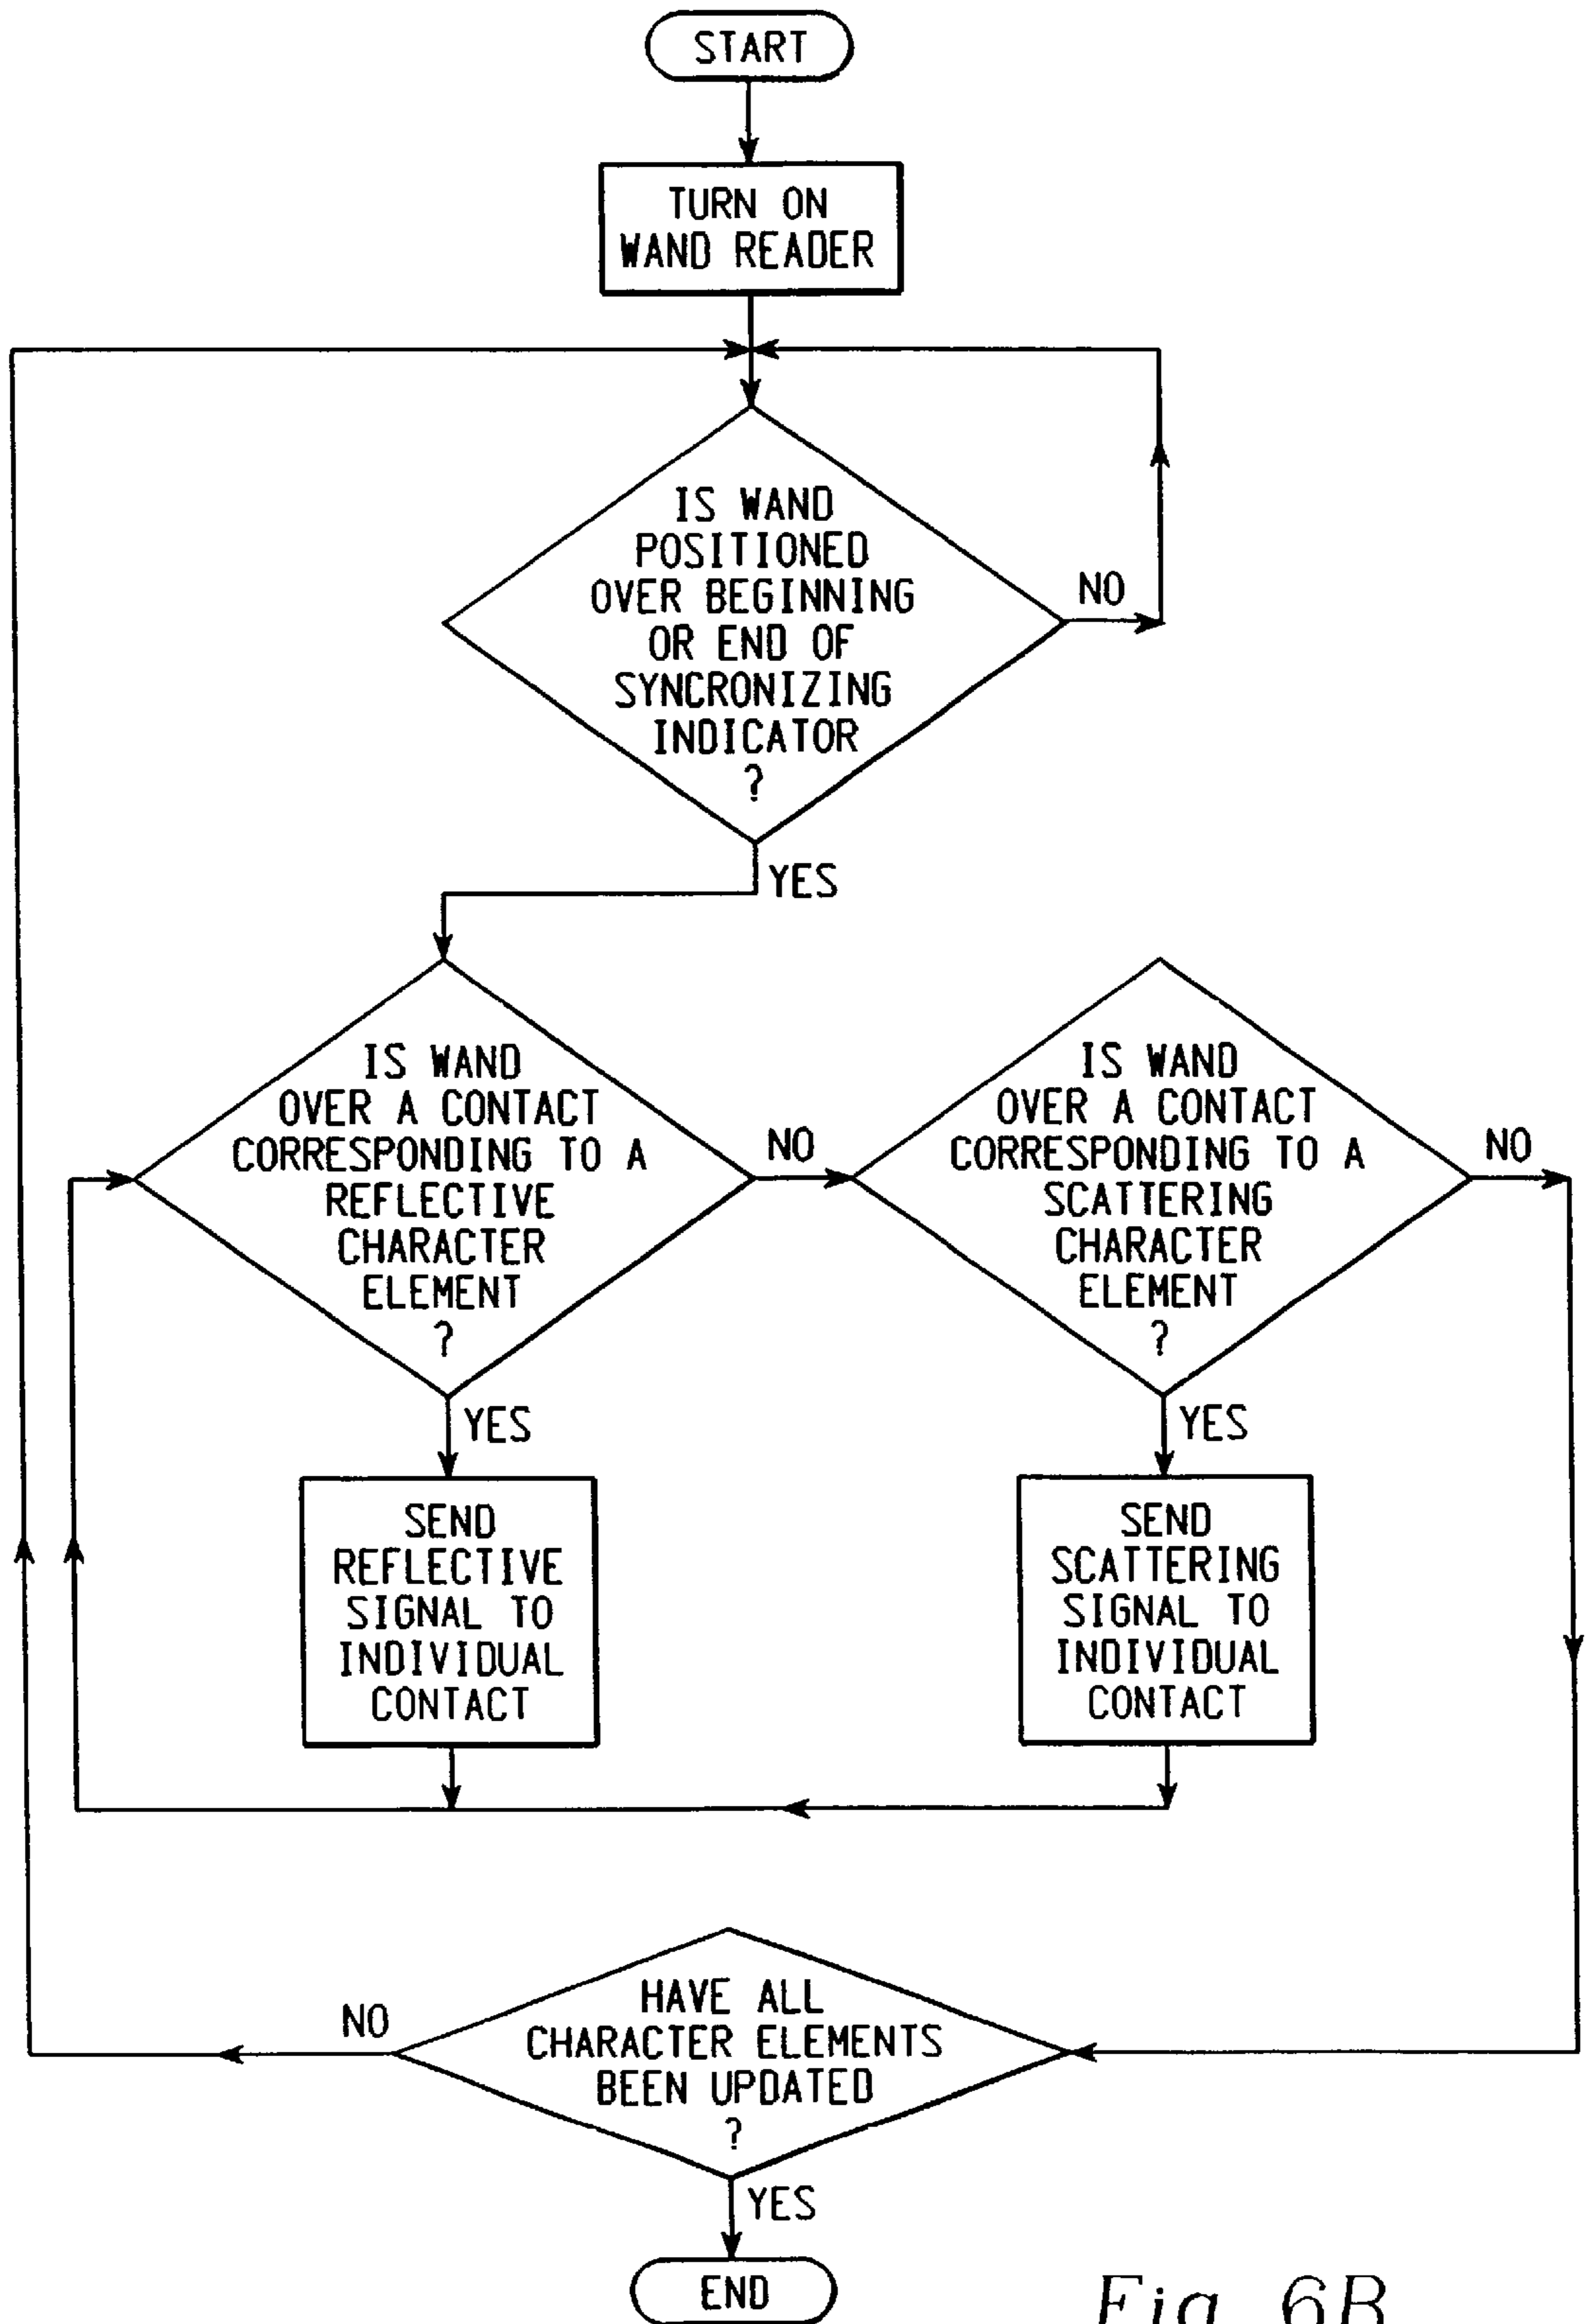 START
TURN ON
WAND READER
IS WAND
POSITIONED
OVER BEGINNING
OR END OF
SYNCRONIZING
INDICATOR
?
NO
YES
IS WAND
OVER A CONTACT
CORRESPONDING TO A
REFLECTIVE
CHARACTER
ELEMENT
?
NO
YES
IS WAND
OVER A CONTACT
CORRESPONDING TO A
SCATTERING
CHARACTER
ELEMENT
?
NO
YES
SEND
REFLECTIVE
SIGNAL TO
INDIVIDUAL
CONTACT
SEND
SCATTERING
SIGNAL TO
INDIVIDUAL
CONTACT
HAVE ALL
CHARACTER ELEMENTS
BEEN UPDATED
?
NO
YES
END
Fig. 6B